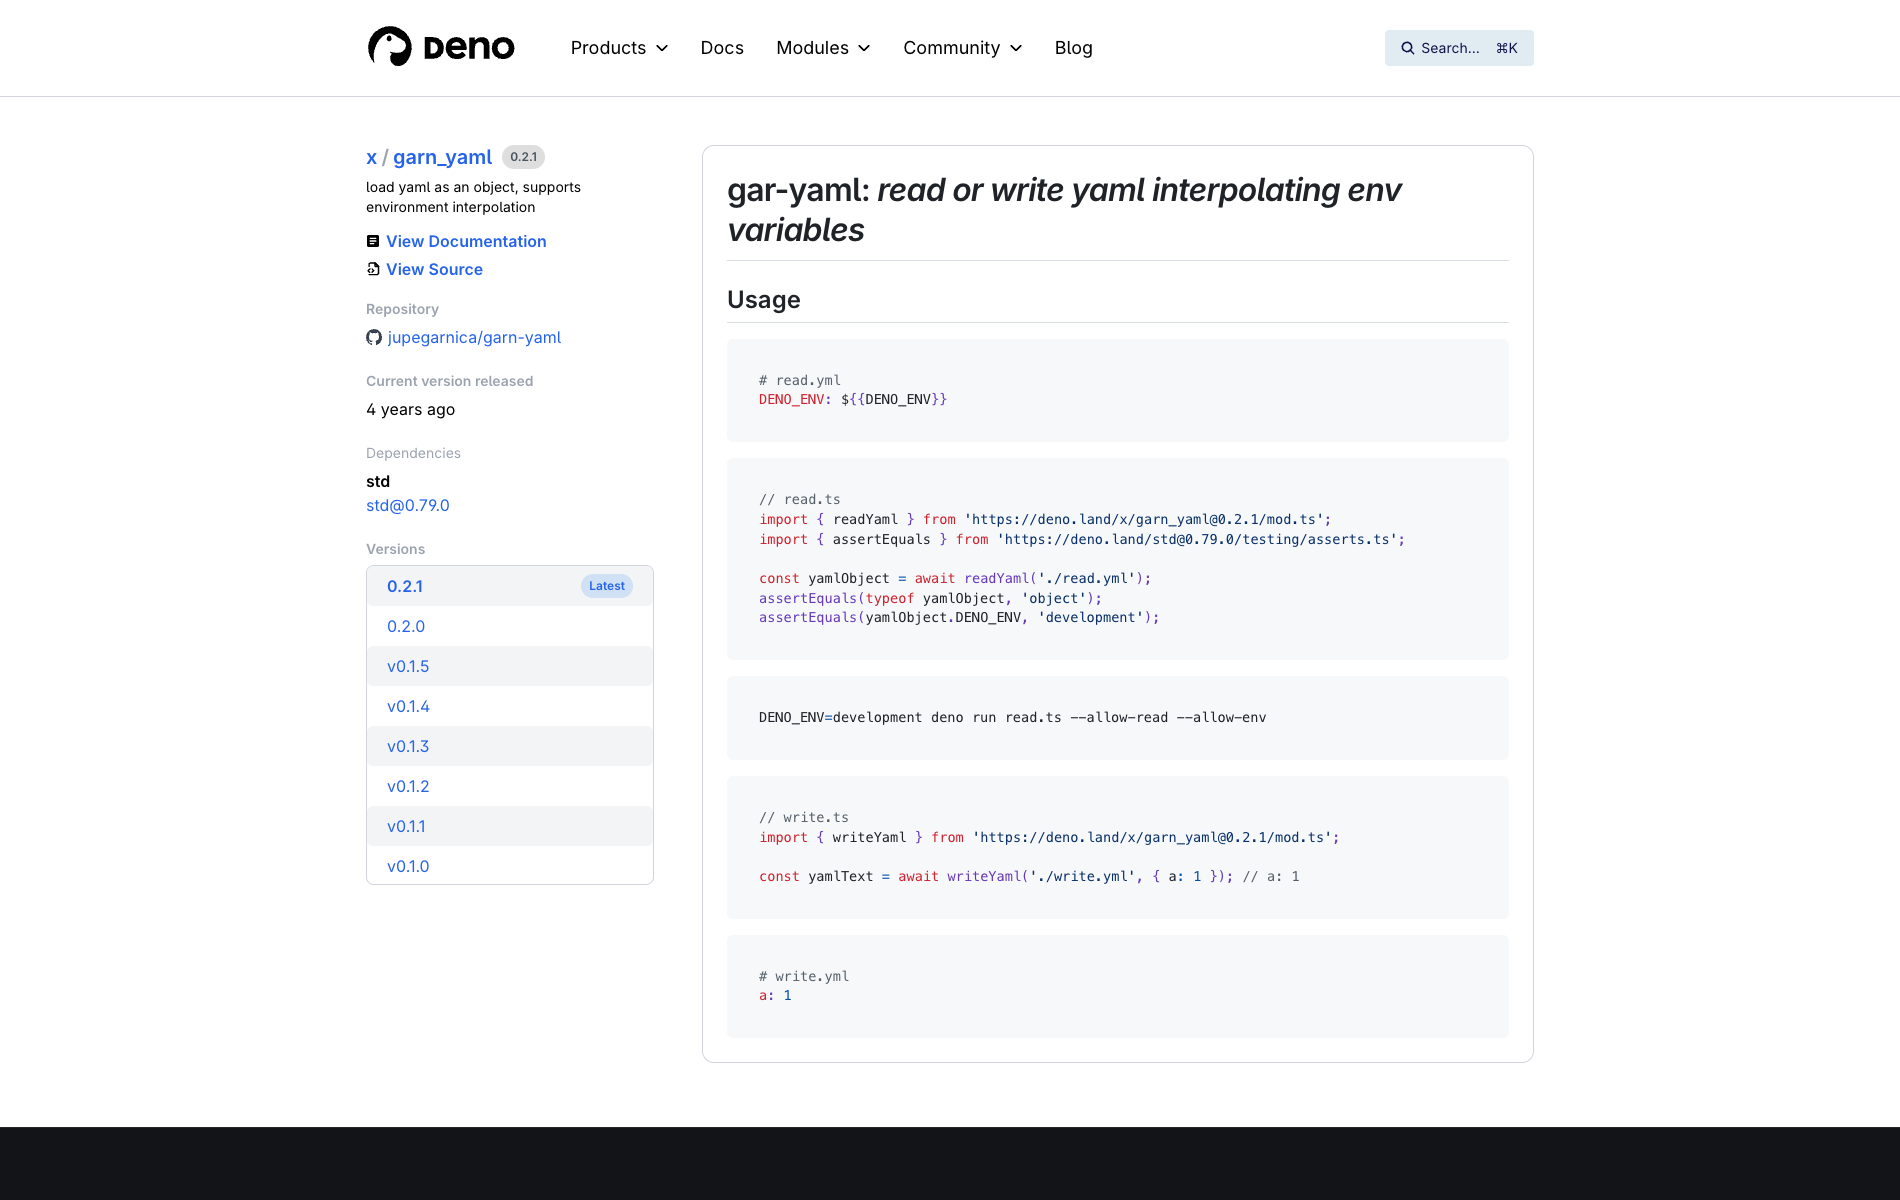 Deno
Products
Docs
Modules
Community
Blog
Search... ⌘K
x / garn_yaml 0.2.1
load yaml as an object, supports
environment interpolation
View Documentation
View Source
Repository
jupegarnica/garn-yaml
Current version released
4 years ago
Dependencies
std
std@0.79.0
Versions
0.2.1 Latest
0.2.0
v0.1.5
v0.1.4
v0.1.3
v0.1.2
v0.1.1
v0.1.0
gar-yaml: read or write yaml interpolating env
variables
Usage
# read.yml
DENO_ENV: ${{DENO_ENV}}
// read.ts
import { readYaml } from 'https://deno.land/x/garn_yaml@0.2.1/mod.ts';
import { assertEquals } from 'https://deno.land/std@0.79.0/testing/asserts.ts';
const yamlObject = await readYaml('./read.yml');
assertEquals(typeof yamlObject, 'object');
assertEquals(yamlObject.DENO_ENV, 'development');
DENO_ENV=development deno run read.ts --allow-read --allow-env
// write.ts
import { writeYaml } from 'https://deno.land/x/garn_yaml@0.2.1/mod.ts';
const yamlText = await writeYaml('./write.yml', { a: 1 }); // a: 1
# write.yml
a: 1